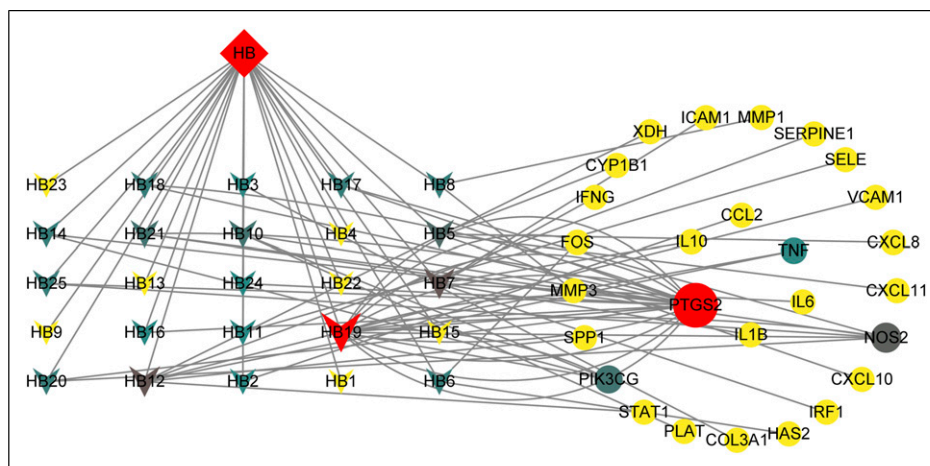 HB
ICAM1
MMP1
XDH
SERPINE1
CYP1B1
SELE
HB23
HB18
HB3
HB17
HB8
IFNG
VCAM1
CCL2
HB14
HB21
HB10
HB4
HB5
FOS
IL10
TNF
CXCL8
HB25
HB13
HB24
HB22
HB7
MMP3
CXCL11
PTGS2
IL6
HB9
HB16
HB11
HB19
HB15
SPP1
IL1B
NOS2
HB20
HB12
HB2
HB1
HB6
PIK3CG
CXCL10
STAT1
IRF1
PLAT
COL3A1
HAS2